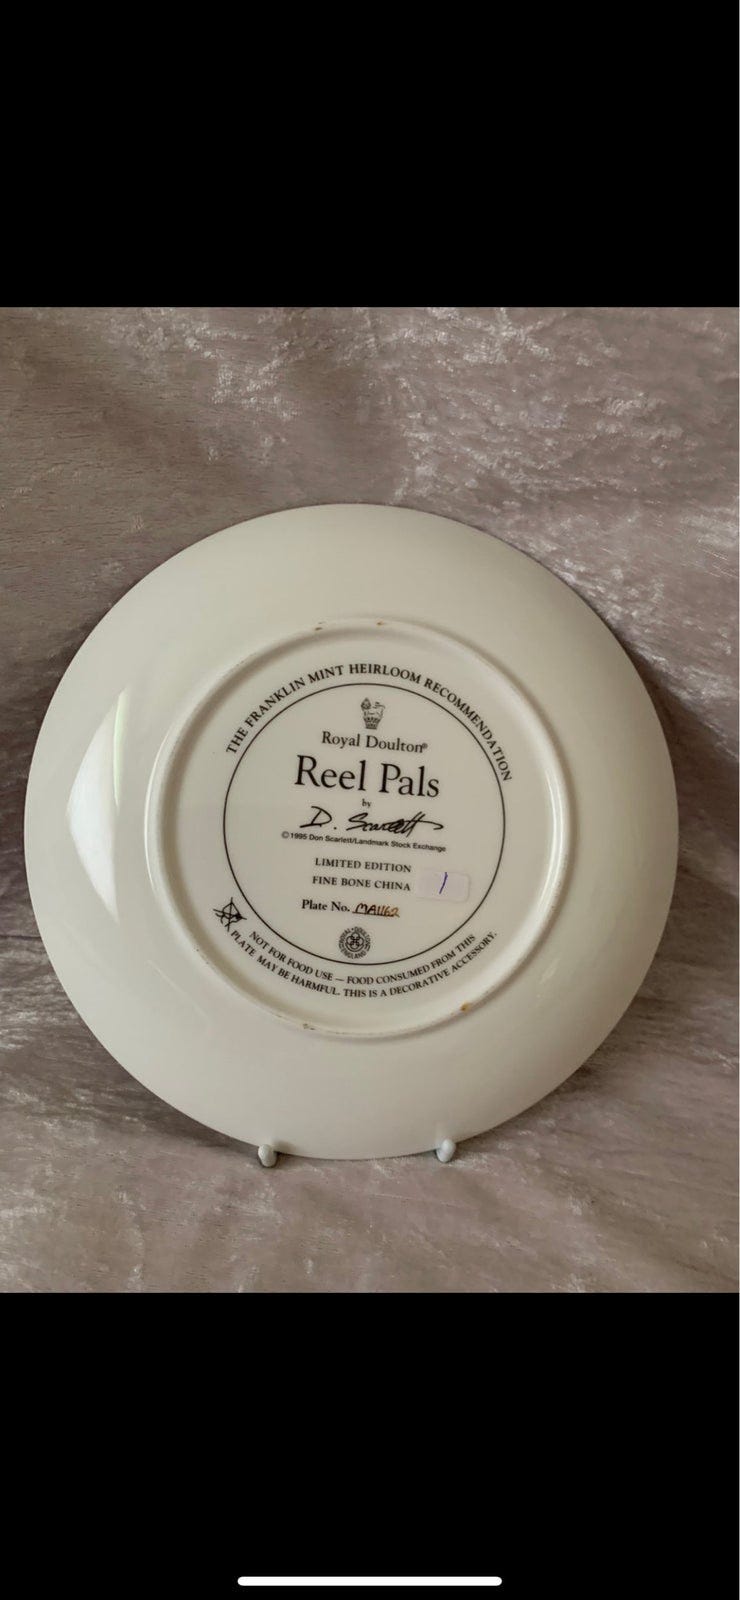 THE FRANKLIN MINT HEIRLOOM RECOMMENDATION
Royal Doulton®
Reel Pals
by
D. Scarlett
©1995 Don Scarlett/Landmark Stock Exchange
LIMITED EDITION
FINE BONE CHINA
1
Plate No. MA1162
NOT FOR FOOD USE — FOOD CONSUMED FROM THIS
PLATE MAY BE HARMFUL. THIS IS A DECORATIVE ACCESSORY.